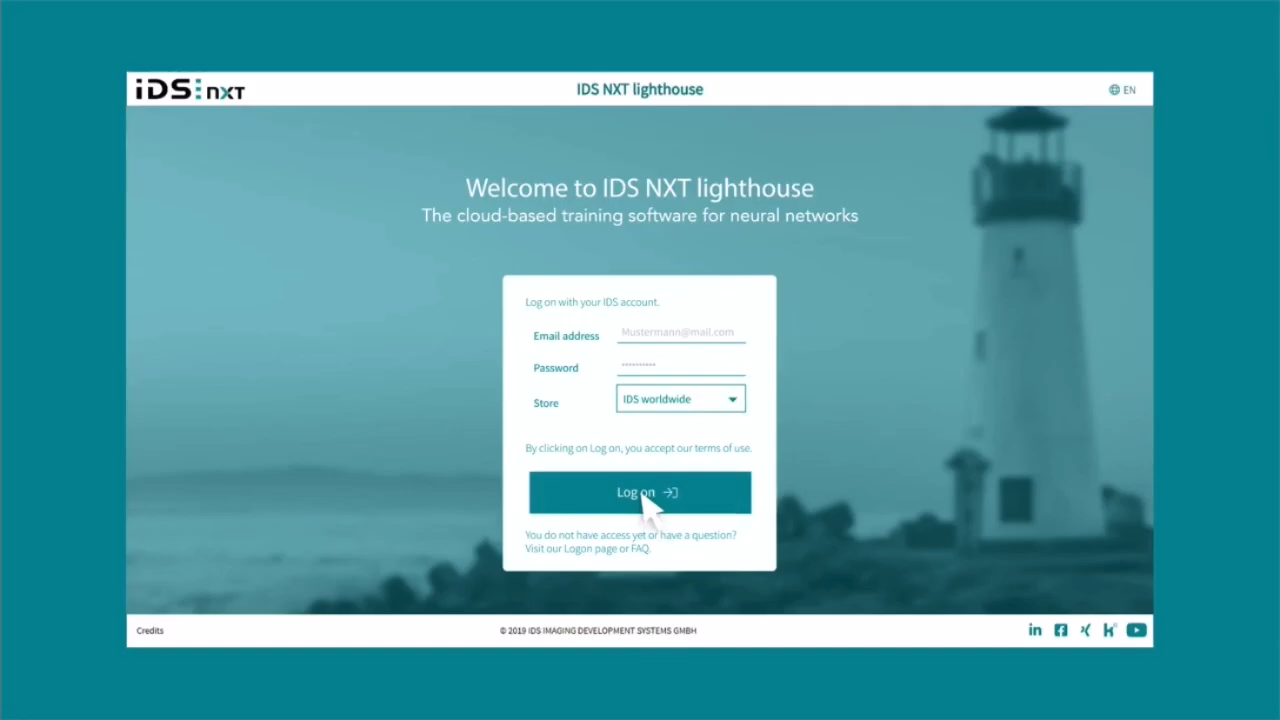 iDS:nxt
IDS NXT lighthouse
EN
Welcome to IDS NXT lighthouse
The cloud-based training software for neural networks
Log on with your IDS account.
Email address
Mustermann@mail.com
Password
••••••••••
Store
IDS worldwide
By clicking on Log on, you accept our terms of use.
Log on
You do not have access yet or have a question?
Visit our Logon page or FAQ.
Credits
© 2019 IDS IMAGING DEVELOPMENT SYSTEMS GMBH